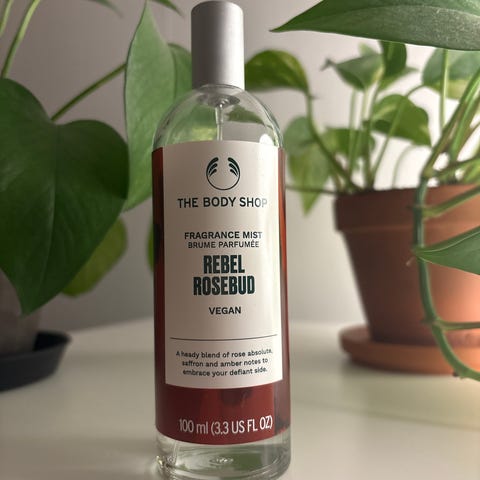 THE BODY SHOP
FRAGRANCE MIST
BRUME PARFUMÉE
REBEL
ROSEBUD
VEGAN
A heady blend of rose absolute,
saffron and amber notes to
embrace your defiant side.
100 ml (3.3 US FL OZ)